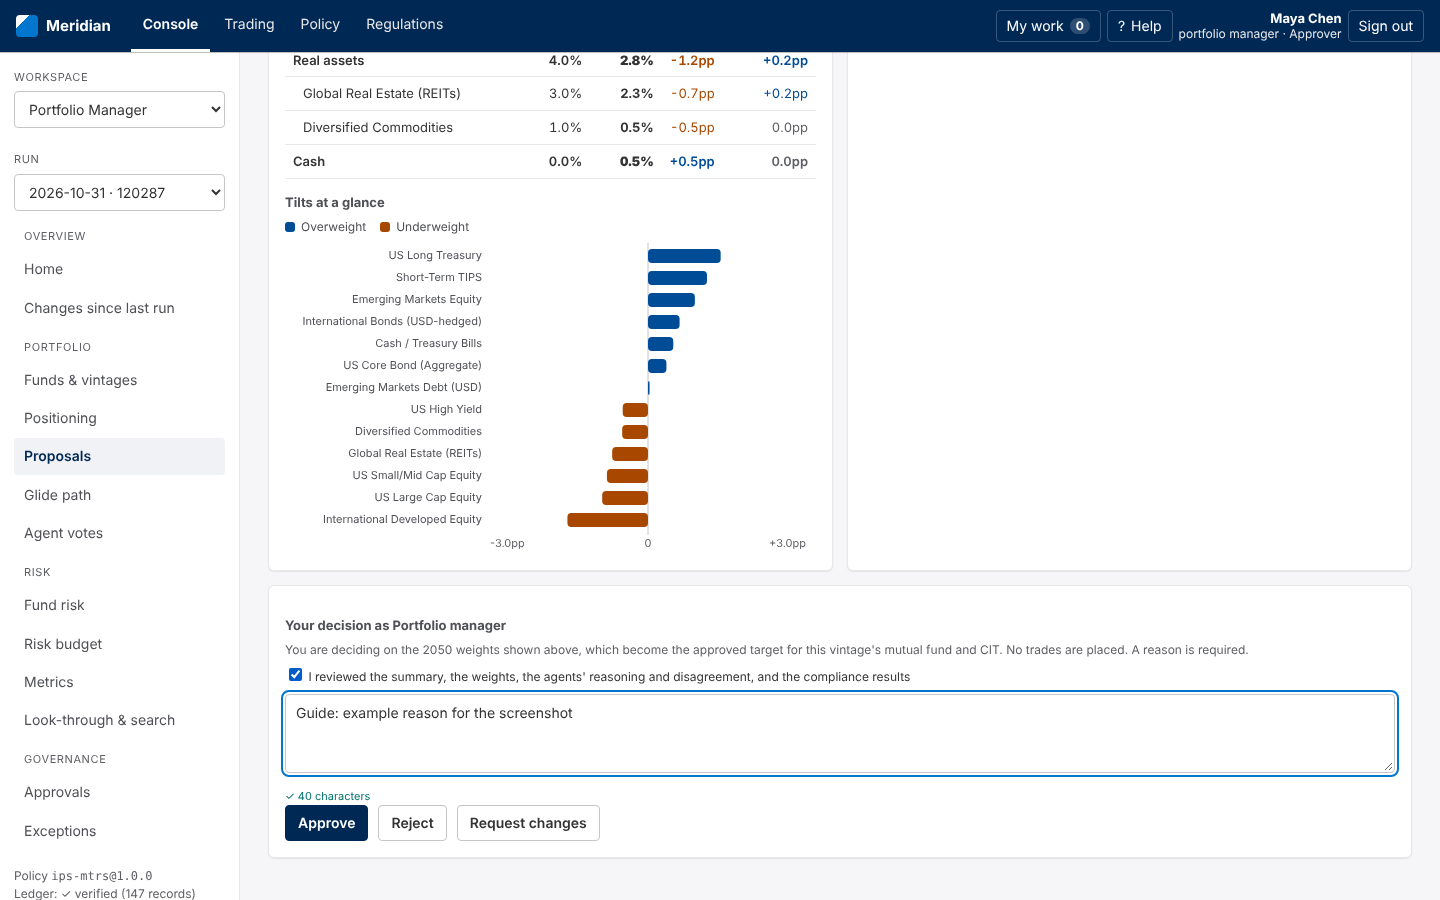 Meridian
Console
Trading
Policy
Regulations
My work 0
? Help
Maya Chen
portfolio manager · Approver
Sign out
WORKSPACE
Portfolio Manager
RUN
2026-10-31 · 120287
OVERVIEW
Home
Changes since last run
PORTFOLIO
Funds & vintages
Positioning
Proposals
Glide path
Agent votes
RISK
Fund risk
Risk budget
Metrics
Look-through & search
GOVERNANCE
Approvals
Exceptions
Policy ips-mtrs@1.0.0
Ledger: ✓ verified (147 records)
Real assets 4.0% 2.8% -1.2pp +0.2pp
Global Real Estate (REITs) 3.0% 2.3% -0.7pp +0.2pp
Diversified Commodities 1.0% 0.5% -0.5pp 0.0pp
Cash 0.0% 0.5% +0.5pp 0.0pp
Tilts at a glance
Overweight Underweight
US Long Treasury
Short-Term TIPS
Emerging Markets Equity
International Bonds (USD-hedged)
Cash / Treasury Bills
US Core Bond (Aggregate)
Emerging Markets Debt (USD)
US High Yield
Diversified Commodities
Global Real Estate (REITs)
US Small/Mid Cap Equity
US Large Cap Equity
International Developed Equity
-3.0pp 0 +3.0pp
Your decision as Portfolio manager
You are deciding on the 2050 weights shown above, which become the approved target for this vintage's mutual fund and CIT. No trades are placed. A reason is required.
I reviewed the summary, the weights, the agents' reasoning and disagreement, and the compliance results
Guide: example reason for the screenshot
✓ 40 characters
Approve
Reject
Request changes